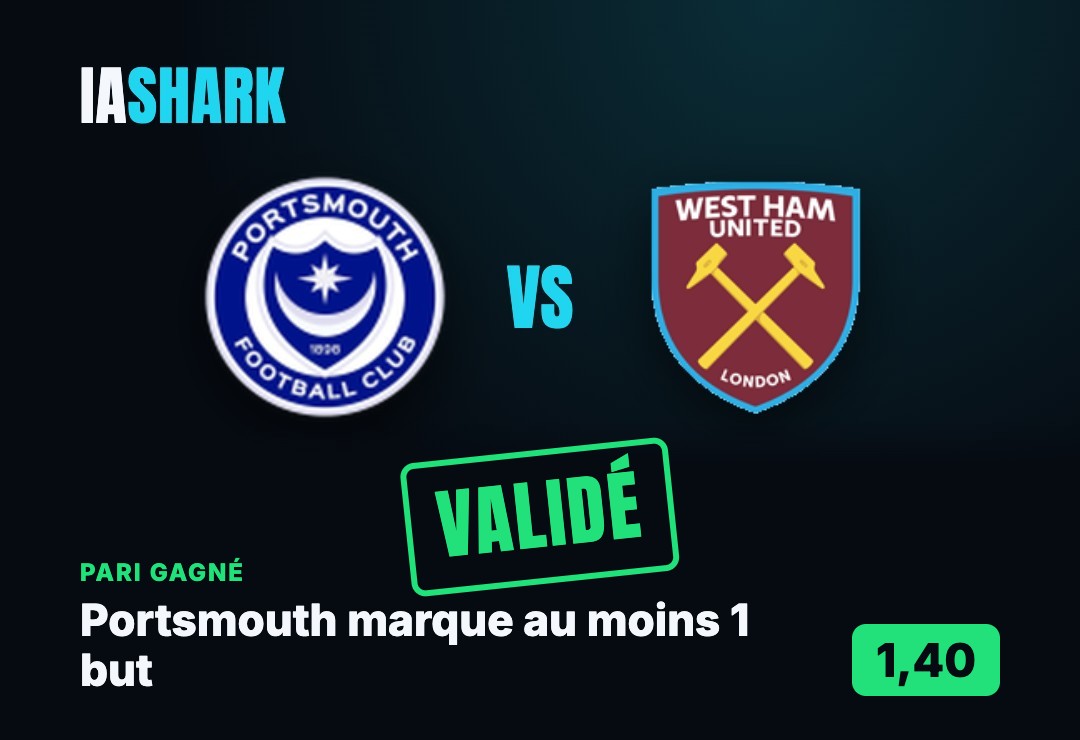 IASHARK
PORTSMOUTH
1898
FOOTBALL CLUB
VS
WEST HAM
UNITED
LONDON
VALIDÉ
PARI GAGNÉ
Portsmouth marque au moins 1
but
1,40